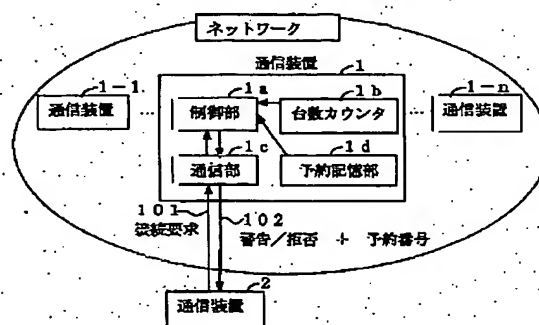 ネットワーク
通信装置 1
1-1
通信装置
1a
制御部
1b
台数カウンタ
1-n
通信装置
1c
通信部
1d
予約記憶部
101
接続要求
102
警告/拒否 + 予約番号
2
通信装置